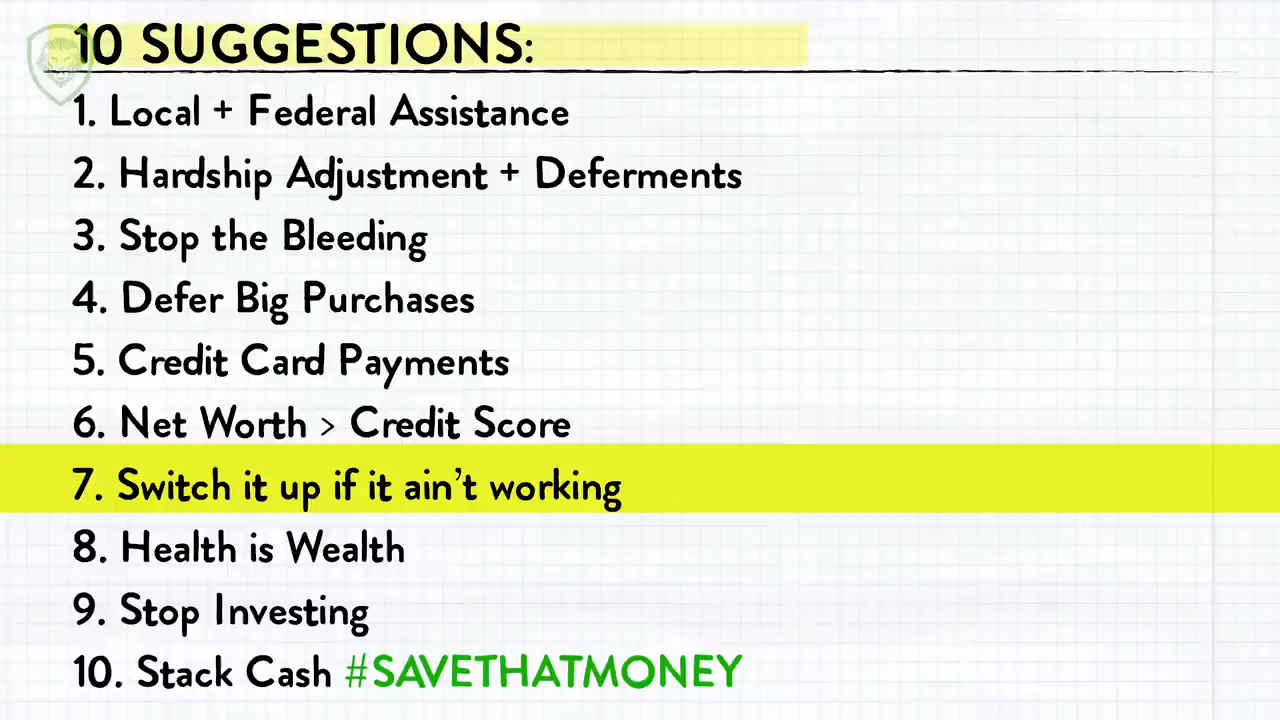 10 SUGGESTIONS:
1. Local + Federal Assistance
2. Hardship Adjustment + Deferments
3. Stop the Bleeding
4. Defer Big Purchases
5. Credit Card Payments
6. Net Worth > Credit Score
7. Switch it up if it ain't working
8. Health is Wealth
9. Stop Investing
10. Stack Cash #SAVETHATMONEY